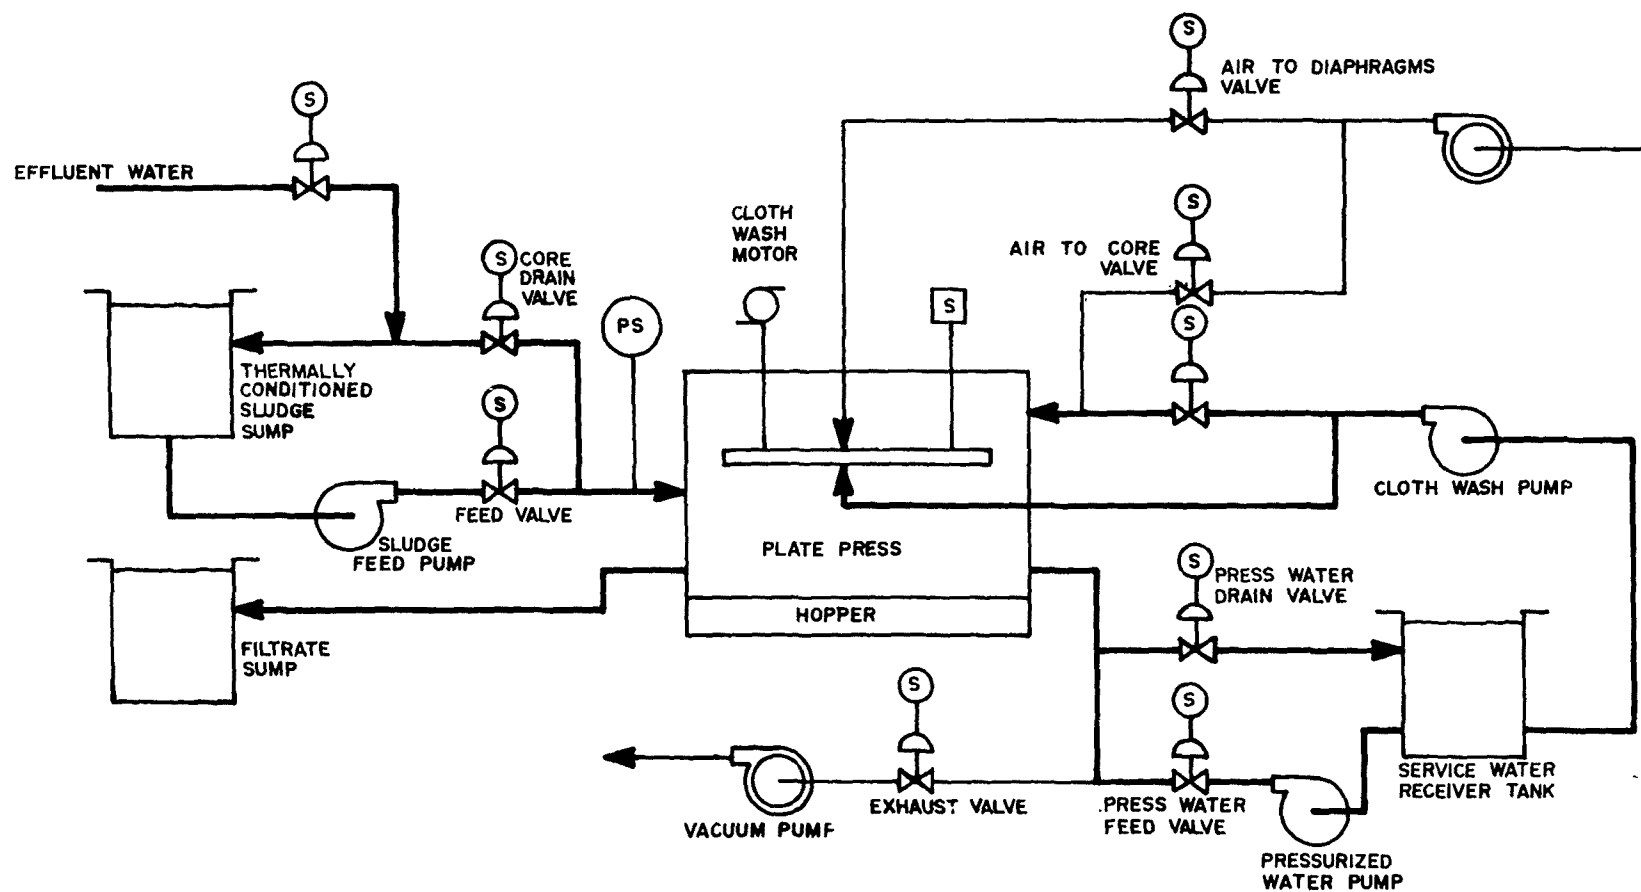 S
AIR TO DIAPHRAGMS
VALVE
S
EFFLUENT WATER
S
CLOTH
WASH
MOTOR
AIR TO CORE
VALVE
S
CORE
DRAIN
VALVE
PS
S
S
THERMALLY
CONDITIONED
SLUDGE
SUMP
S
FEED VALVE
CLOTH WASH PUMP
SLUDGE
FEED PUMP
PLATE PRESS
HOPPER
S
PRESS WATER
DRAIN VALVE
FILTRATE
SUMP
S
S
SERVICE WATER
RECEIVER TANK
EXHAUST VALVE
PRESS WATER
FEED VALVE
VACUUM PUMP
PRESSURIZED
WATER PUMP